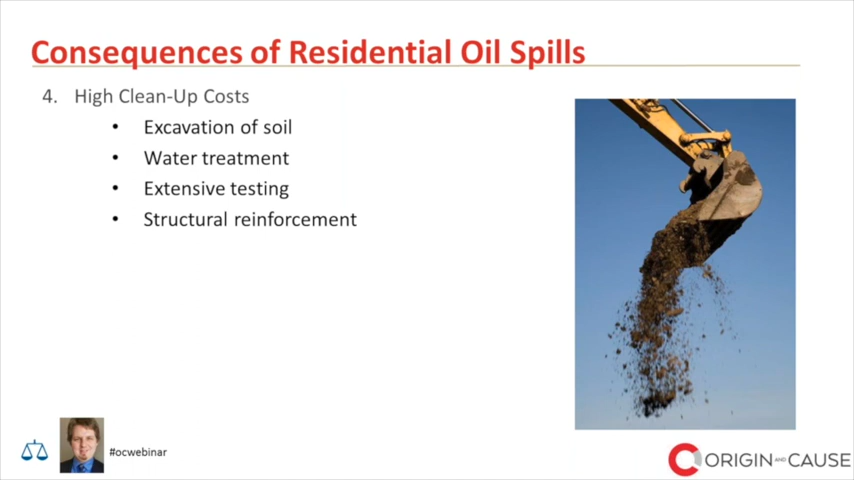 Consequences of Residential Oil Spills
4. High Clean-Up Costs
• Excavation of soil
• Water treatment
• Extensive testing
• Structural reinforcement
#ocwebinar
ORIGIN AND CAUSE